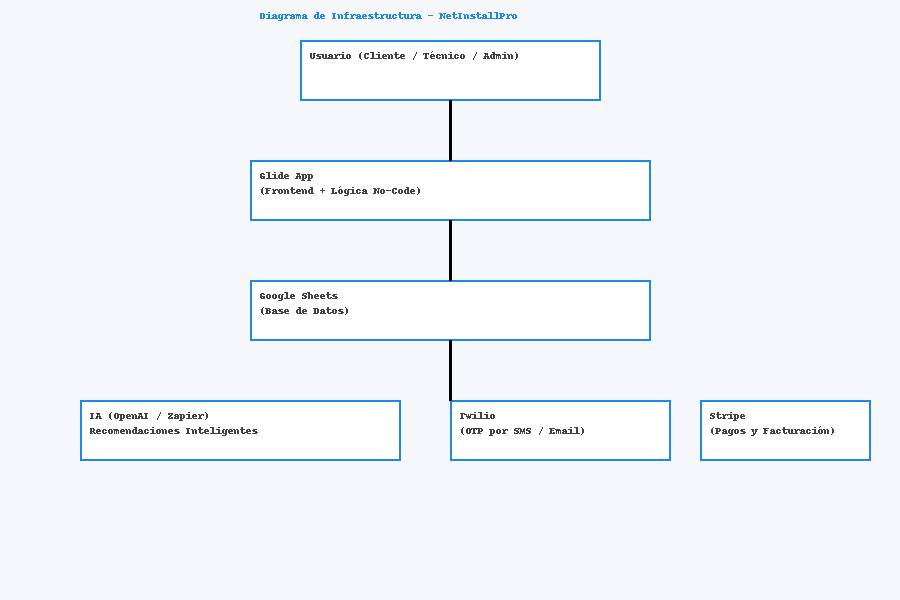 Diagrama de Infraestructura - NetInstallPro
Usuario (Cliente / Técnico / Admin)
Glide App
(Frontend + Lógica No-Code)
Google Sheets
(Base de Datos)
IA (OpenAI / Zapier)
Recomendaciones Inteligentes
Twilio
(OTP por SMS / Email)
Stripe
(Pagos y Facturación)